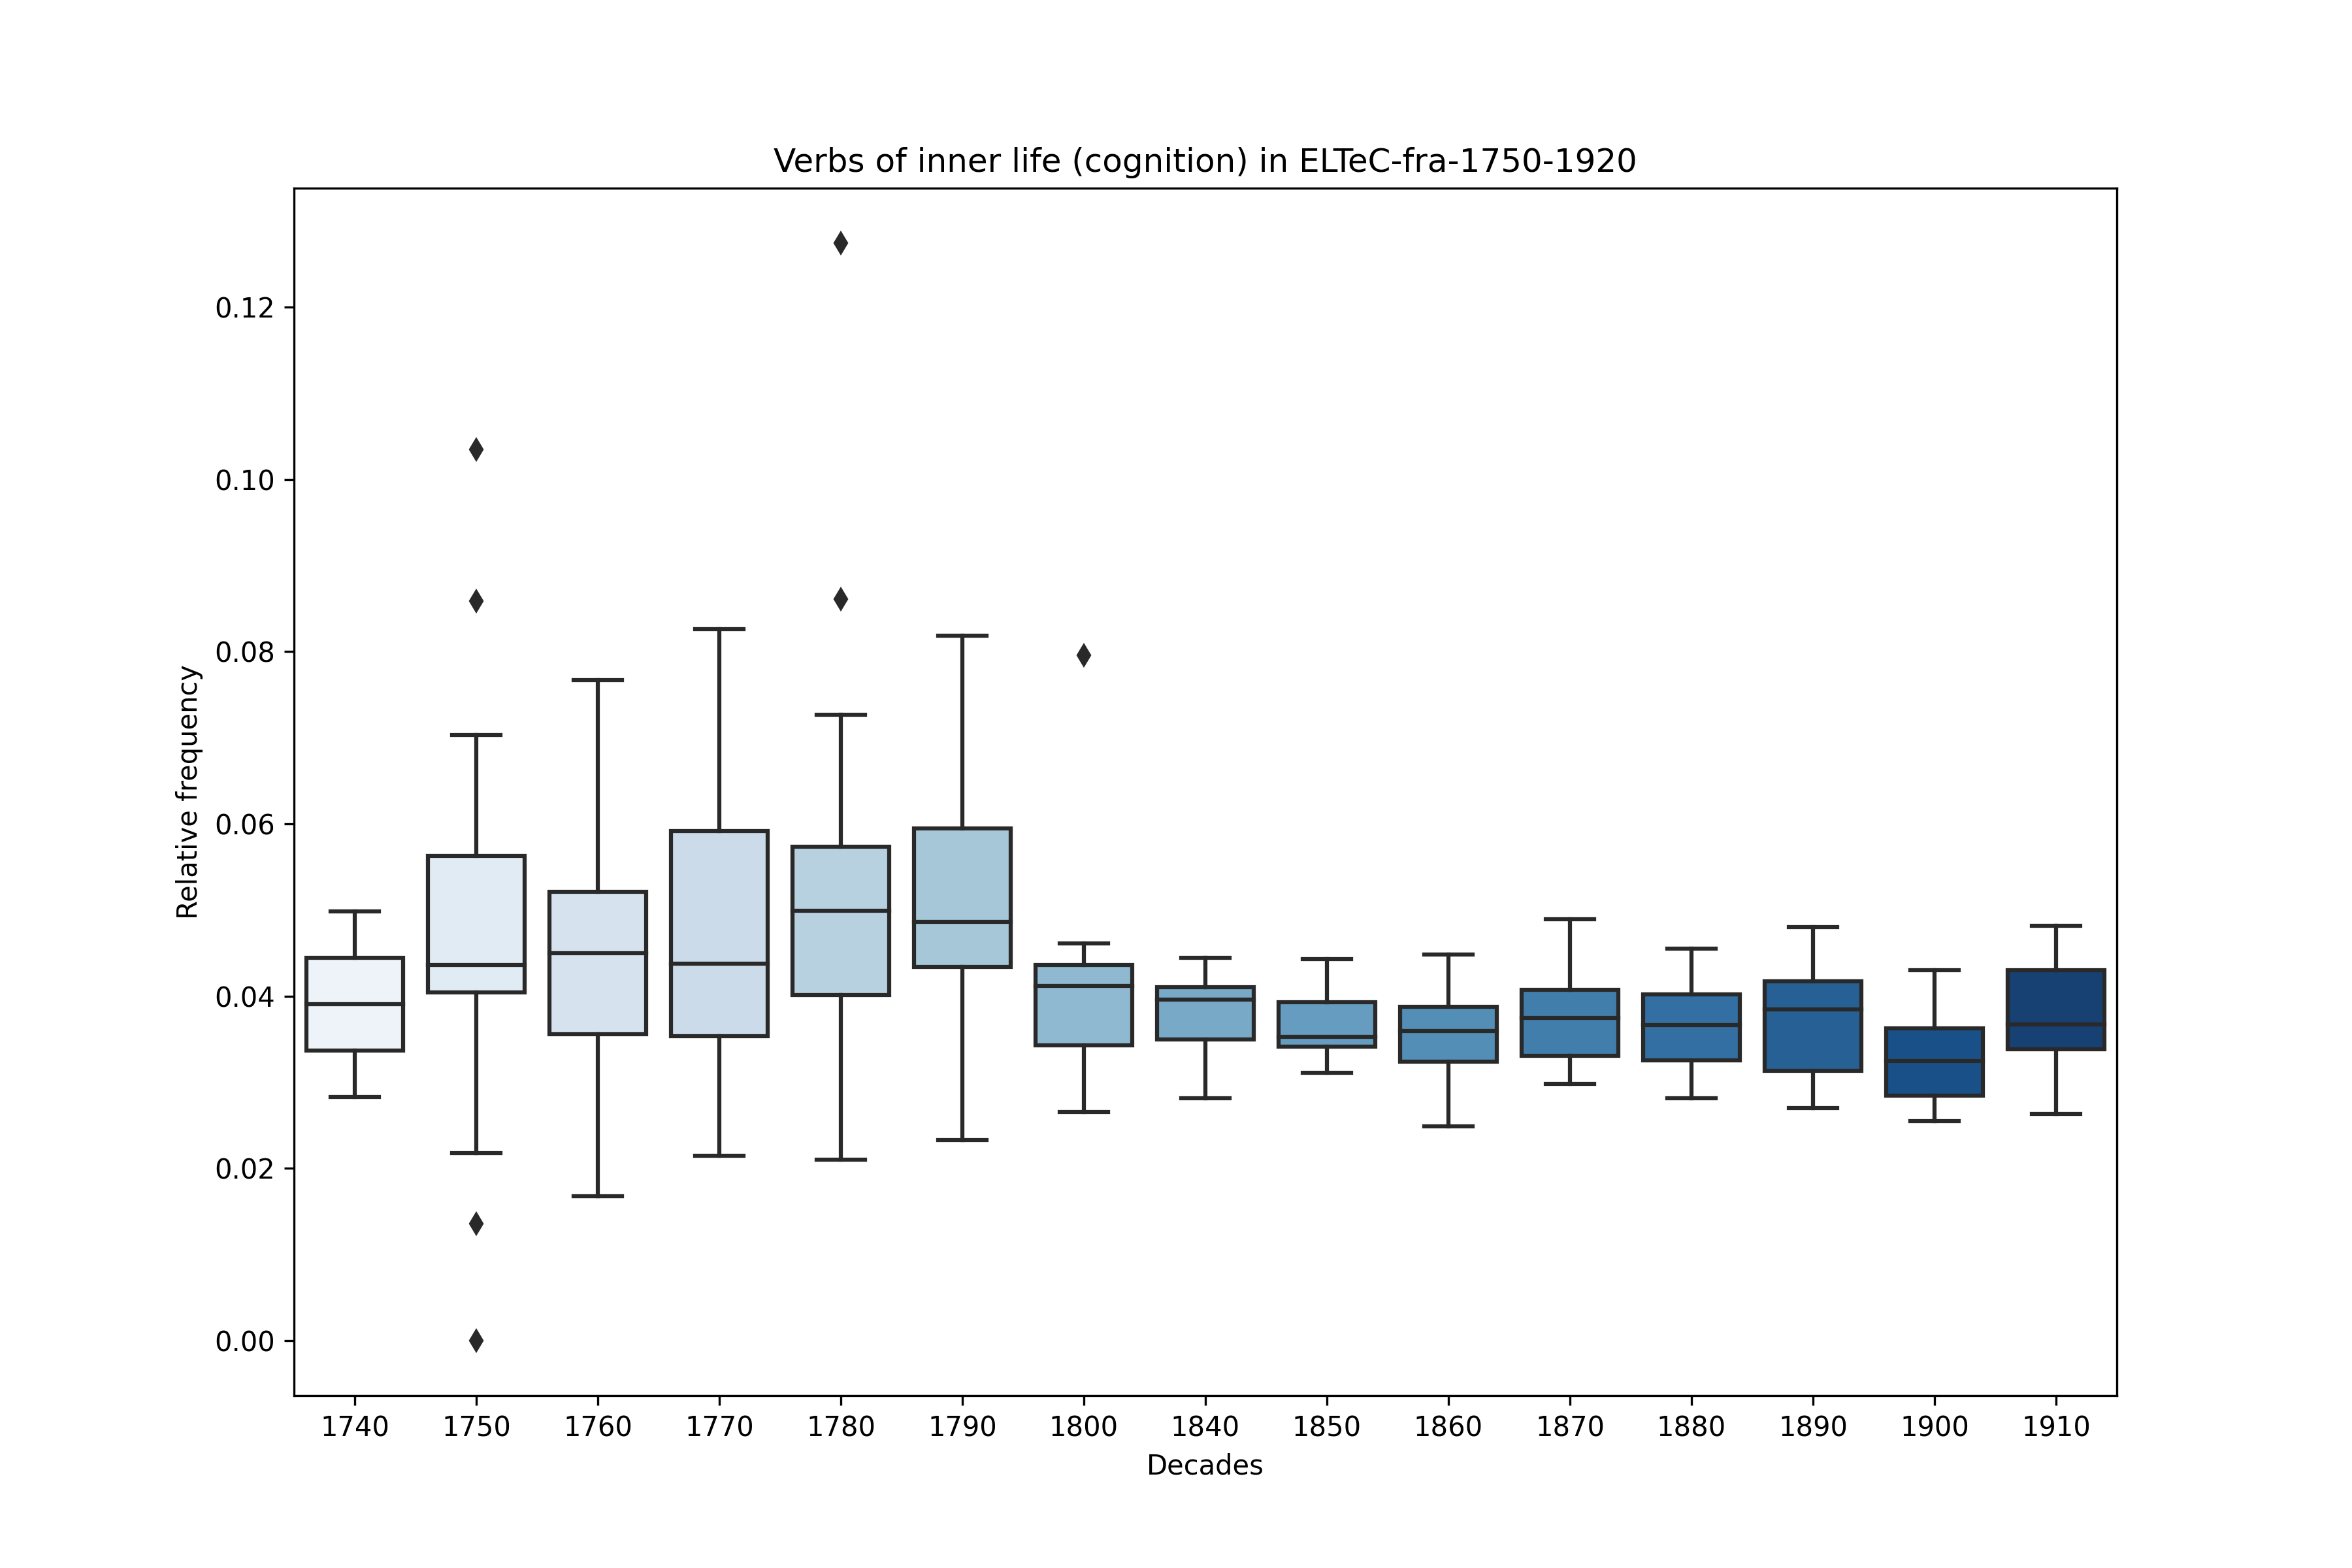 Verbs of inner life (cognition) in ELTeC-fra-1750-1920
Relative frequency
0.12
0.10
0.08
0.06
0.04
0.02
0.00
1740 1750 1760 1770 1780 1790 1800 1840 1850 1860 1870 1880 1890 1900 1910
Decades